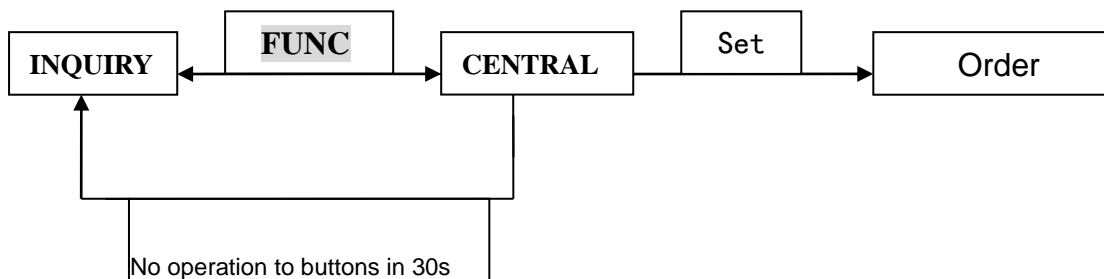 FUNC
Set
INQUIRY
CENTRAL
Order
No operation to buttons in 30s